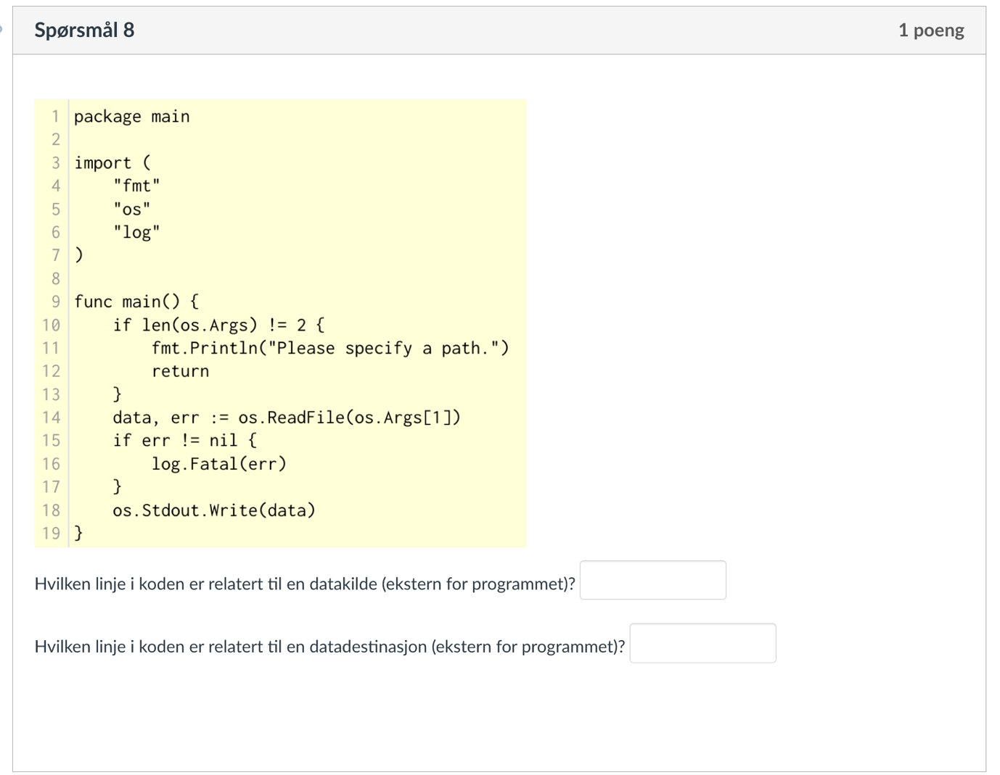 Spørsmål 8
1 poeng
1 package main
2
3 import (
4     "fmt"
5     "os"
6     "log"
7 )
8
9 func main() {
10     if len(os.Args) != 2 {
11         fmt.Println("Please specify a path.")
12         return
13     }
14     data, err := os.ReadFile(os.Args[1])
15     if err != nil {
16         log.Fatal(err)
17     }
18     os.Stdout.Write(data)
19 }
Hvilken linje i koden er relatert til en datakilde (ekstern for programmet)?
Hvilken linje i koden er relatert til en datadestinasjon (ekstern for programmet)?